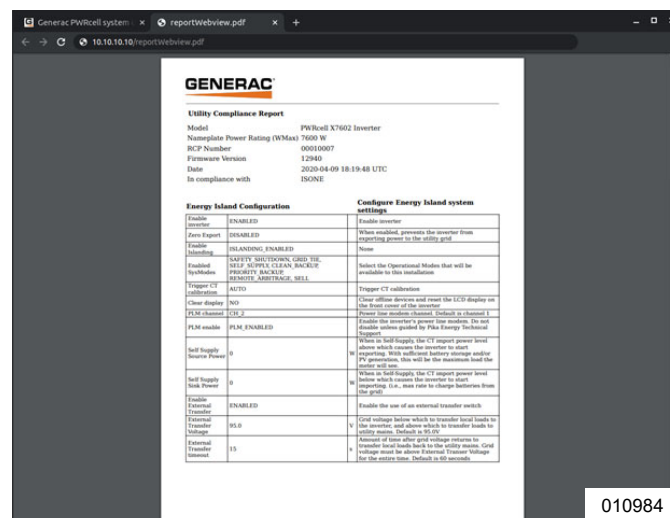 Generac PWRcell system
reportWebview.pdf
10.10.10.10/reportWebview.pdf
GENERAC
Utility Compliance Report
Model PWRcell X7602 Inverter
Nameplate Power Rating (WMax) 7600 W
RCP Number 00010007
Firmware Version 12940
Date 2020-04-09 18:19:48 UTC
In compliance with ISONE
Energy Island Configuration
Configure Energy Island system
settings
Enable
inverter
ENABLED
Enable inverter
Zero Export DISABLED
When enabled, prevents the inverter from
exporting power to the utility grid
Enable
Islanding
ISLANDING_ENABLED
None
Enabled
SysModes
SAFETY_SHUTDOWN, GRID_TIE,
SELF_SUPPLY, CLEAN_BACKUP,
PRIORITY_BACKUP,
REMOTE_ARBITRAGE, SELL
Select the Operational Modes that will be
available to this installation
Trigger CT
calibration
AUTO
Trigger CT calibration
Clear display NO
Clear offline devices and reset the LCD display on
the front cover of the inverter
PLM channel CH_2 Power line modem channel. Default is channel 1
PLM enable PLM_ENABLED
Enable the inverter's power line modem. Do not
disable unless guided by Pika Energy Technical
Support
Self Supply
Source Power
0
W
When in Self-Supply, the CT import power level
above which causes the inverter to start
exporting. With sufficient battery storage and/or
PV generation, this will be the maximum load the
meter will see.
Self Supply
Sink Power
0
W
When in Self-Supply, the CT import power level
below which causes the inverter to start
importing. (i.e., max rate to charge batteries from
the grid)
Enable
External
Transfer
ENABLED
Enable the use of an external transfer switch
External
Transfer
Voltage
95.0
V
Grid voltage below which to transfer local loads to
the inverter, and above which to transfer loads to
utility mains. Default is 95.0V
External
Transfer
timeout
15
s
Amount of time after grid voltage returns to
transfer local loads back to the utility mains. Grid
voltage must be above External Transer Voltage
for the entire time. Default is 60 seconds
010984